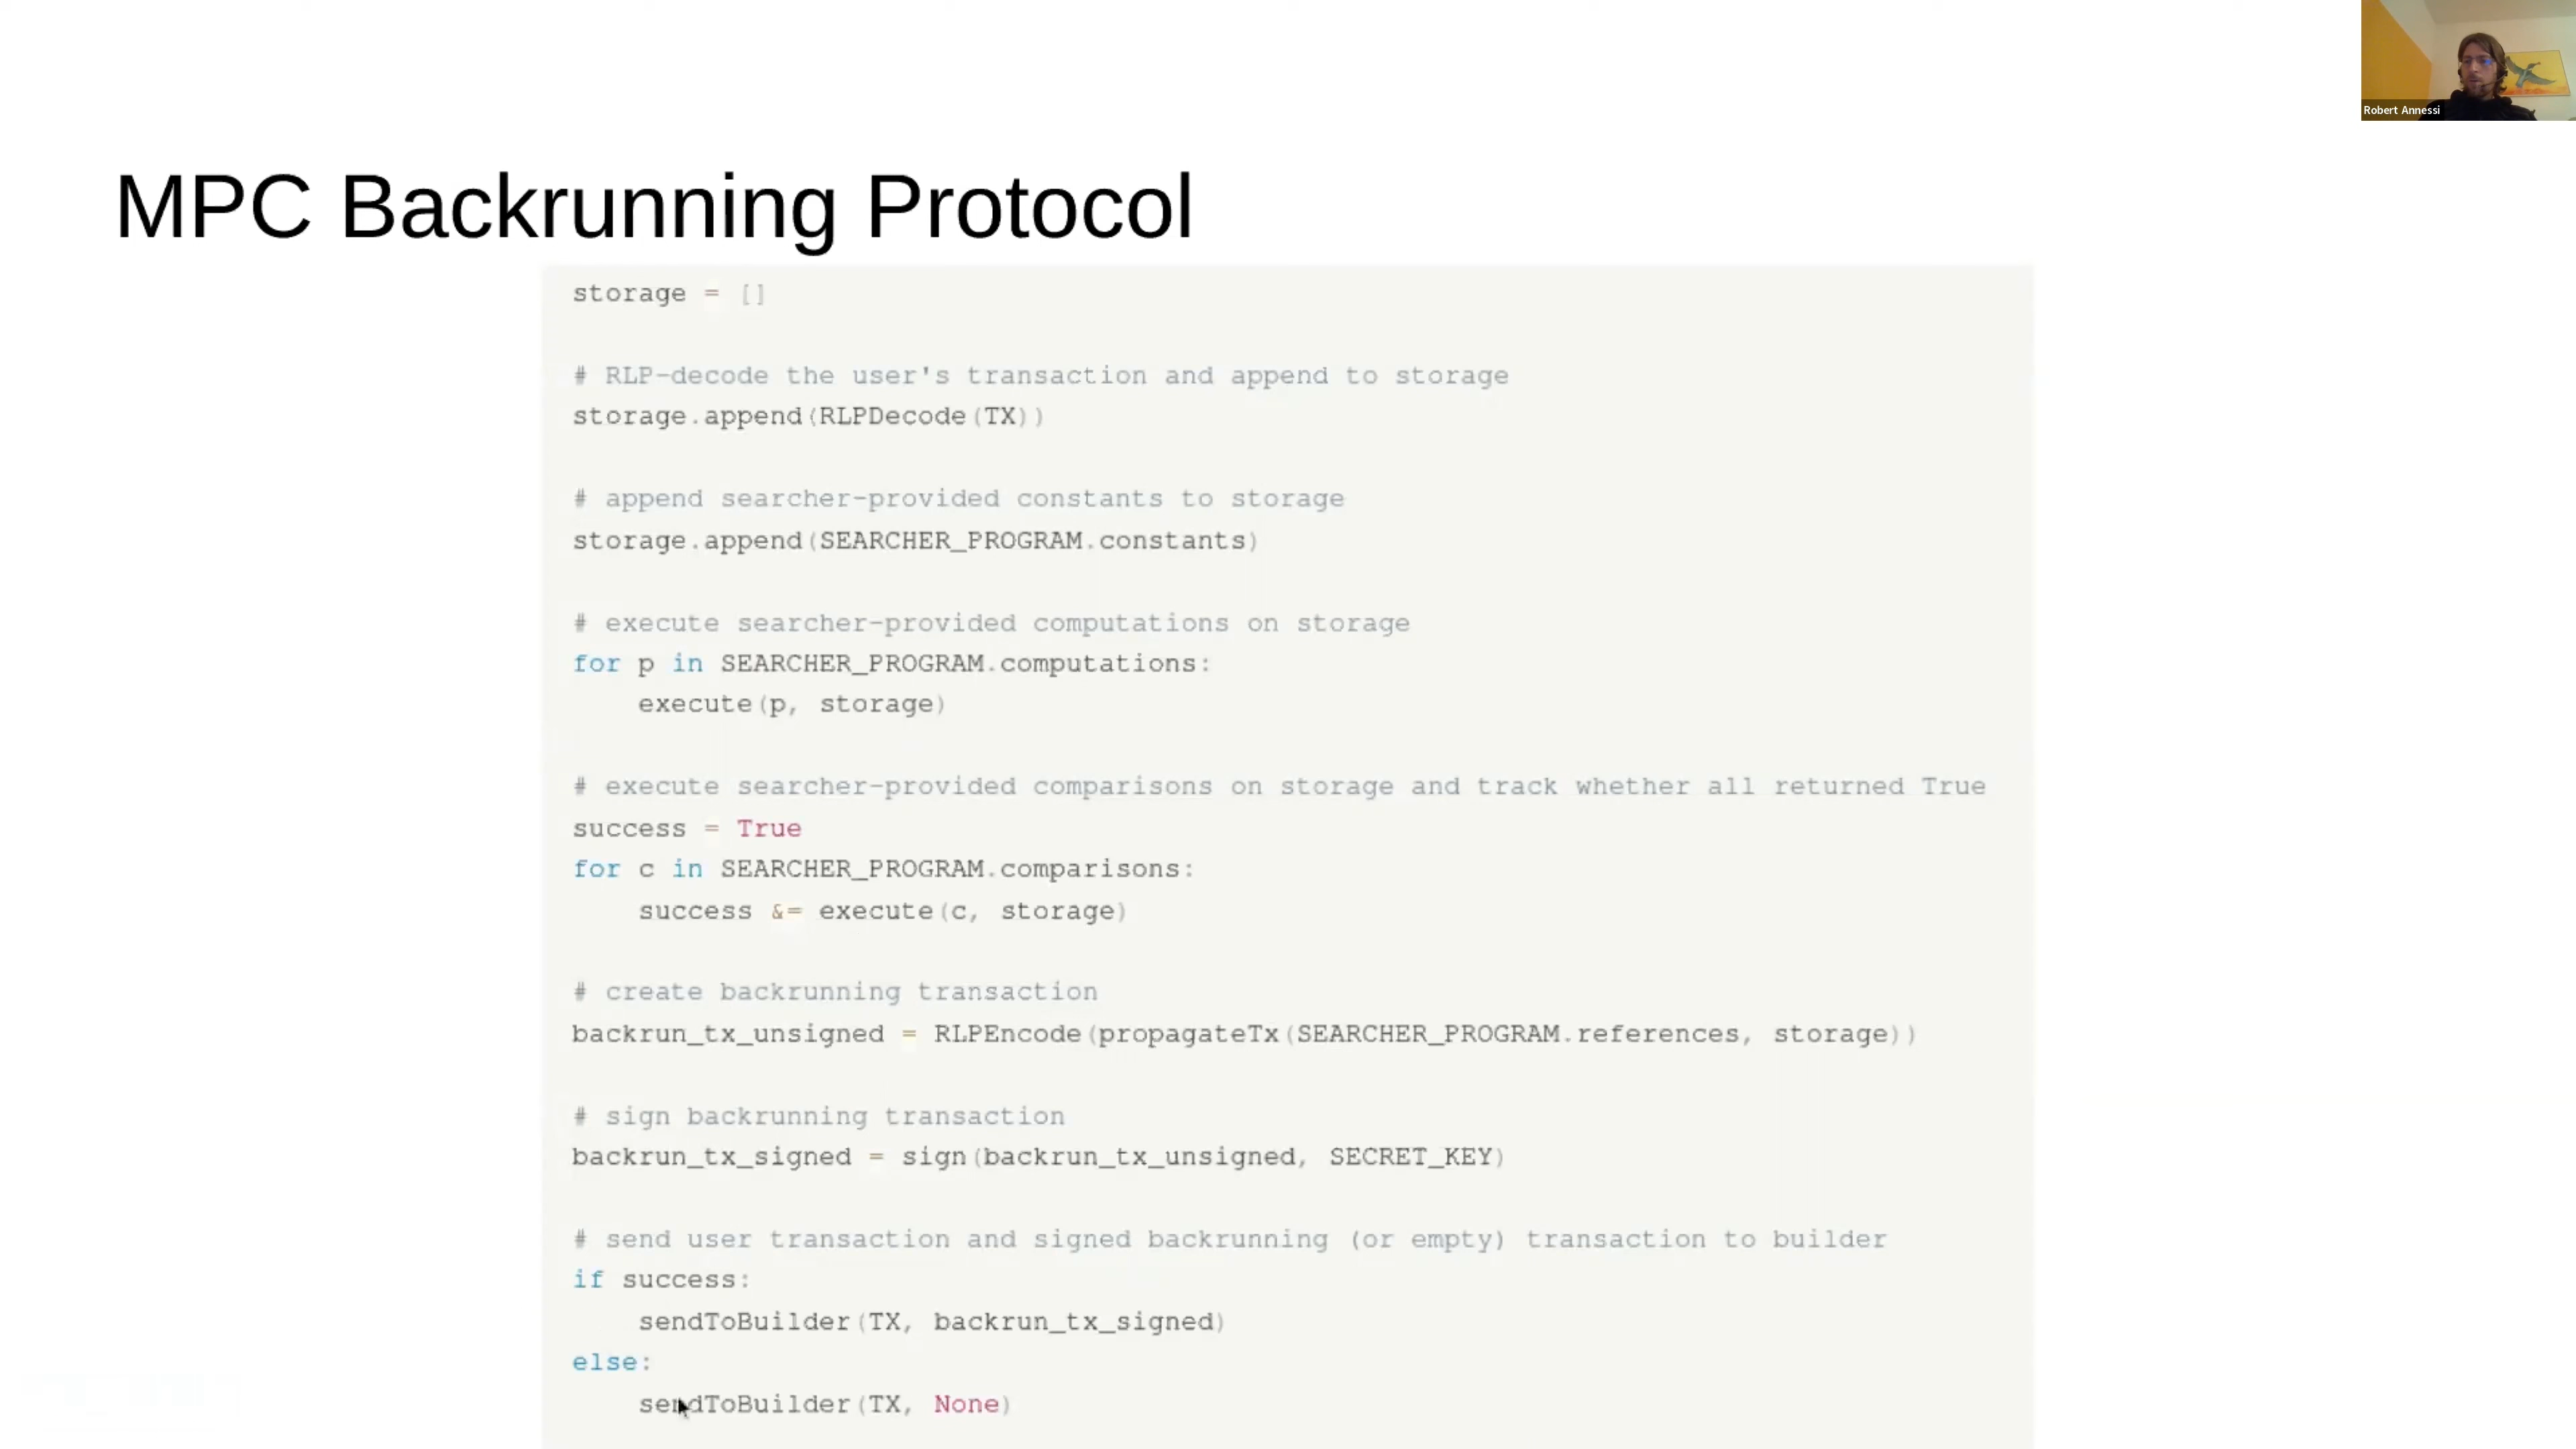 Robert Annessi
MPC Backrunning Protocol
storage = []
# RLP-decode the user's transaction and append to storage
storage.append(RLPDecode(TX))
# append searcher-provided constants to storage
storage.append(SEARCHER_PROGRAM.constants)
# execute searcher-provided computations on storage
for p in SEARCHER_PROGRAM.computations:
    execute(p, storage)
# execute searcher-provided comparisons on storage and track whether all returned True
success = True
for c in SEARCHER_PROGRAM.comparisons:
    success &= execute(c, storage)
# create backrunning transaction
backrun_tx_unsigned = RLPEncode(propagateTx(SEARCHER_PROGRAM.references, storage))
# sign backrunning transaction
backrun_tx_signed = sign(backrun_tx_unsigned, SECRET_KEY)
# send user transaction and signed backrunning (or empty) transaction to builder
if success:
    sendToBuilder(TX, backrun_tx_signed)
else:
    sendToBuilder(TX, None)